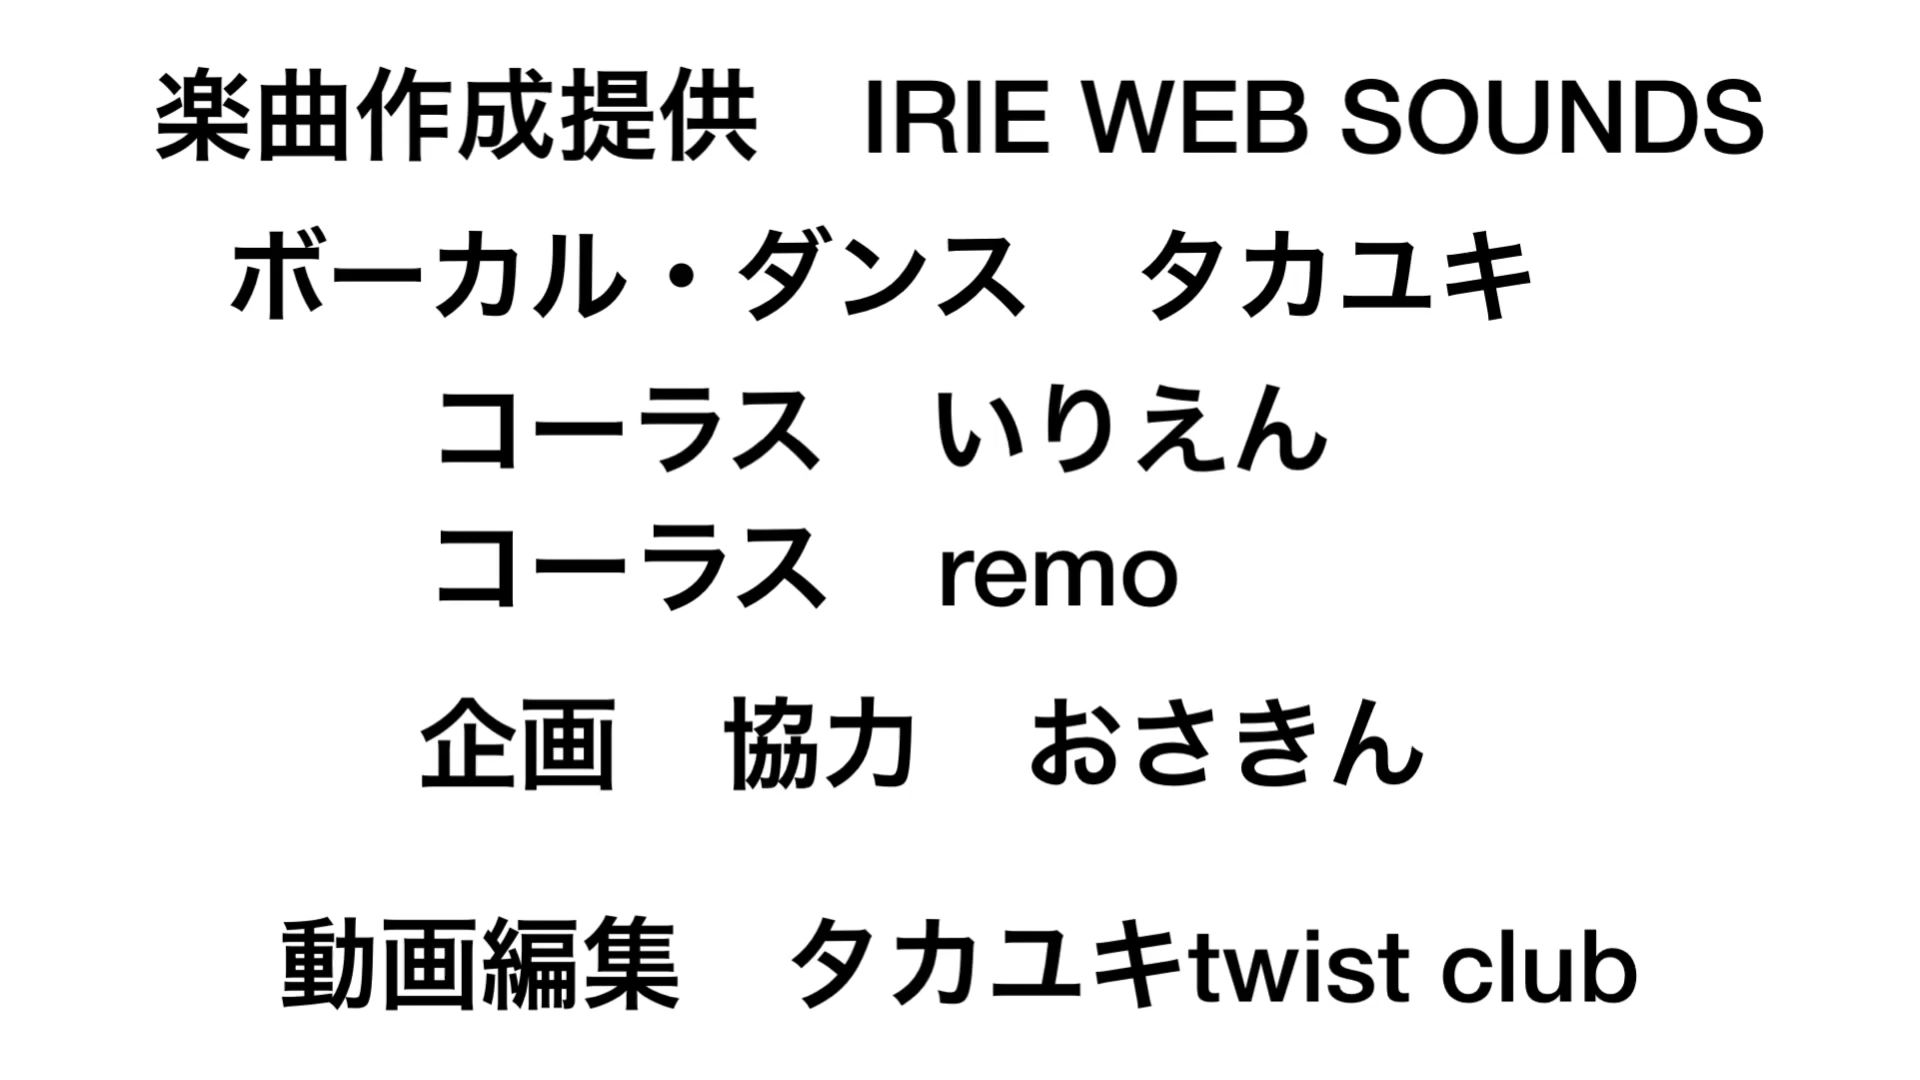 楽曲作成提供　IRIE WEB SOUNDS
ボーカル・ダンス　タカユキ
コーラス　いりえん
コーラス　remo
企画　協力　おさきん
動画編集　タカユキtwist club